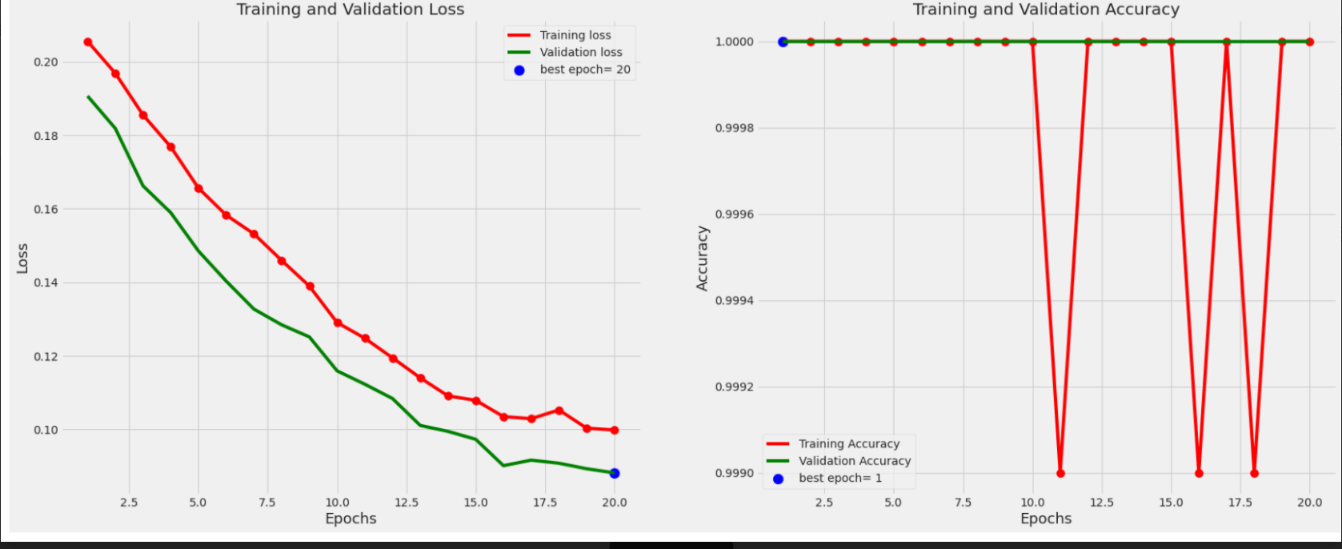 Training and Validation Loss
Training loss
Validation loss
best epoch= 20
0.20
0.18
0.16
0.14
0.12
0.10
Loss
2.5 5.0 7.5 10.0 12.5 15.0 17.5 20.0
Epochs
Training and Validation Accuracy
1.0000
0.9998
0.9996
0.9994
0.9992
0.9990
Accuracy
Training Accuracy
Validation Accuracy
best epoch= 1
2.5 5.0 7.5 10.0 12.5 15.0 17.5 20.0
Epochs